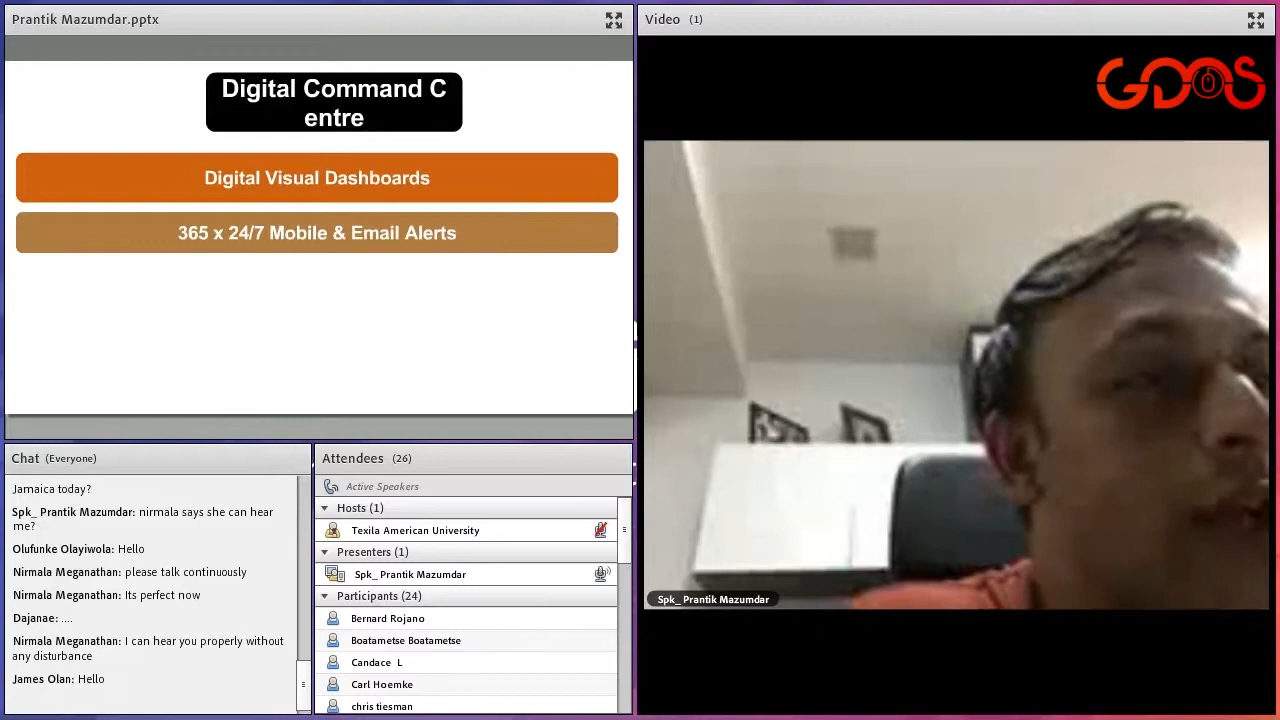 Prantik Mazumdar.pptx
Digital Command C
entre
Digital Visual Dashboards
365 x 24/7 Mobile & Email Alerts
Video (1)
GDOS
Spk_ Prantik Mazumdar
Chat (Everyone)
Jamaica today?
Spk_ Prantik Mazumdar: nirmala says she can hear
me?
Olufunke Olayiwola: Hello
Nirmala Meganathan: please talk continuously
Nirmala Meganathan: Its perfect now
Dajanae: ....
Nirmala Meganathan: I can hear you properly without
any disturbance
James Olan: Hello
Attendees (26)
Active Speakers
Hosts (1)
Texila American University
Presenters (1)
Spk_ Prantik Mazumdar
Participants (24)
Bernard Rojano
Boatametse Boatametse
Candace L
Carl Hoemke
chris tiesman